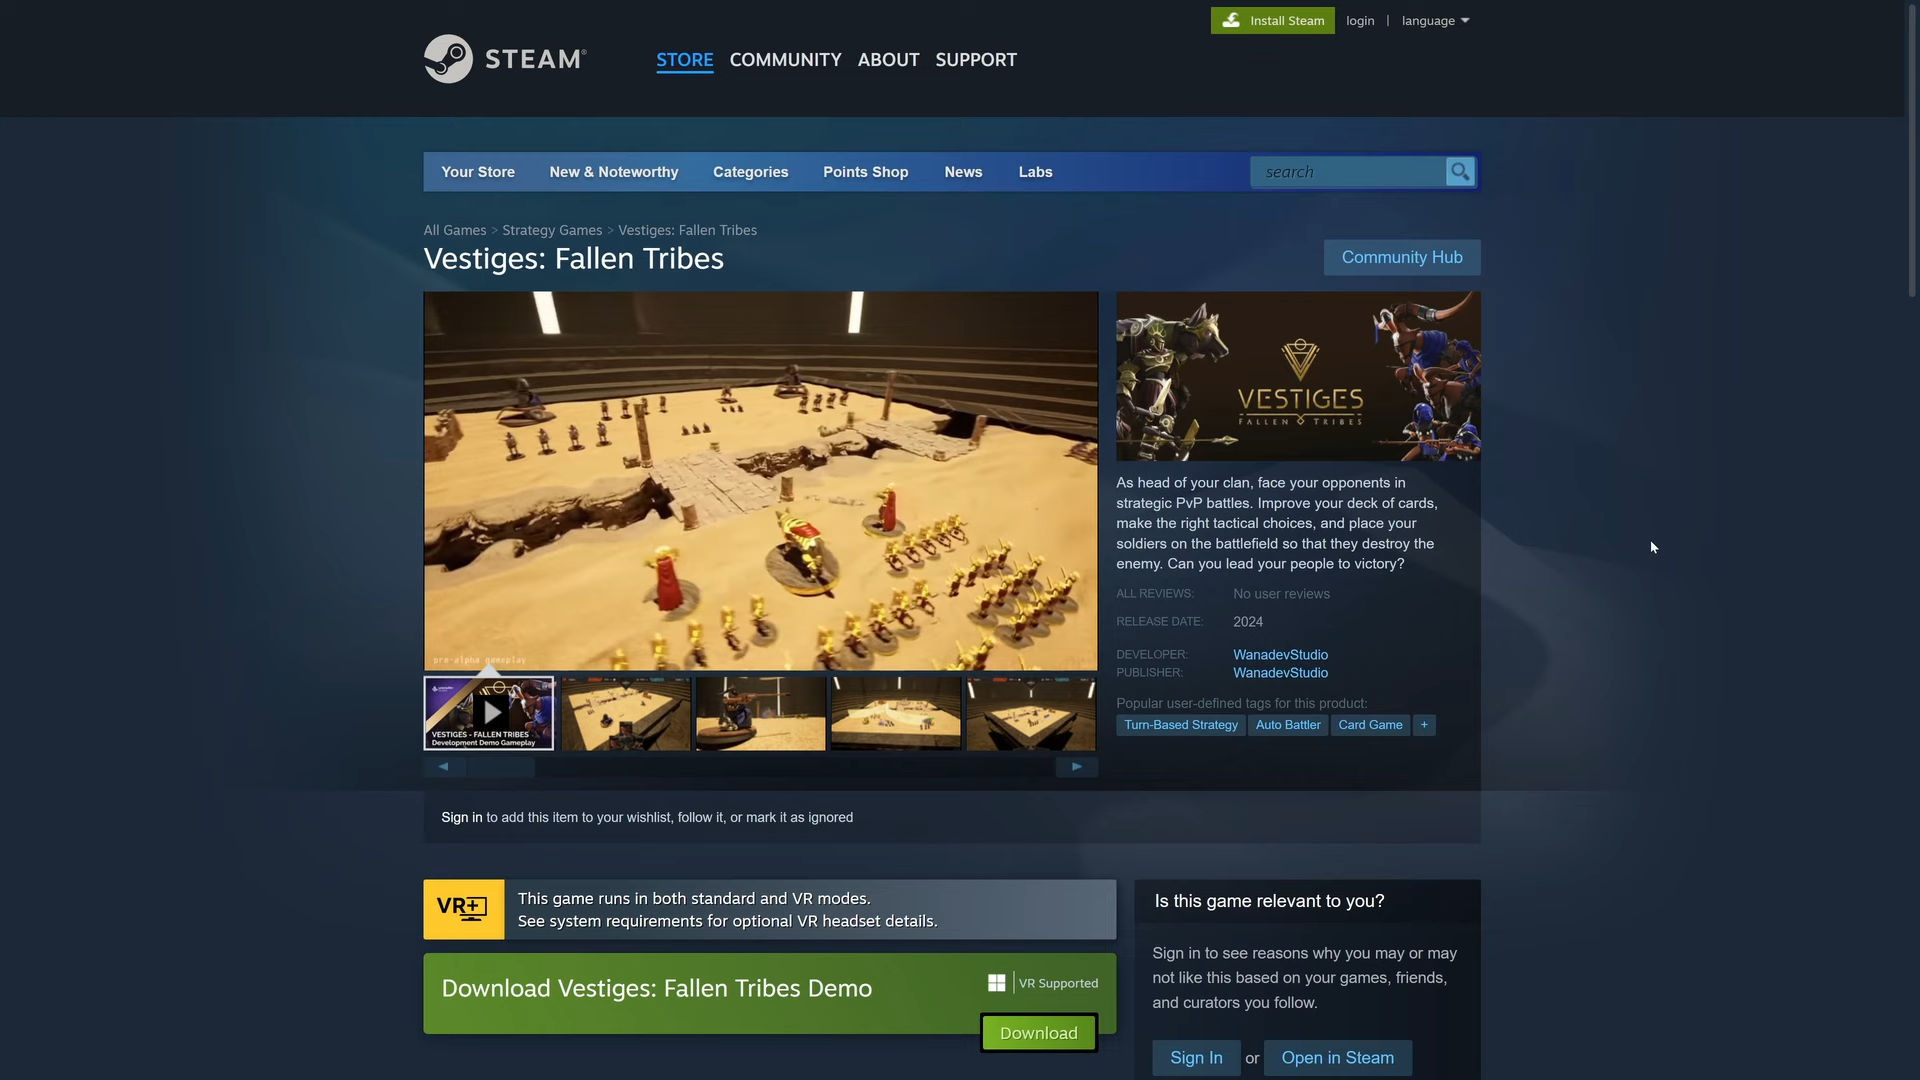 Install Steam
login
|
language
STEAM®
STORE
COMMUNITY
ABOUT
SUPPORT
Your Store
New & Noteworthy
Categories
Points Shop
News
Labs
search
All Games > Strategy Games > Vestiges: Fallen Tribes
Vestiges: Fallen Tribes
Community Hub
pre-alpha gameplay
VESTIGES - FALLEN TRIBES
Development Demo Gameplay
VESTIGES
FALLEN TRIBES
As head of your clan, face your opponents in
strategic PvP battles. Improve your deck of cards,
make the right tactical choices, and place your
soldiers on the battlefield so that they destroy the
enemy. Can you lead your people to victory?
ALL REVIEWS: No user reviews
RELEASE DATE: 2024
DEVELOPER: WanadevStudio
PUBLISHER: WanadevStudio
Popular user-defined tags for this product:
Turn-Based Strategy
Auto Battler
Card Game
+
Sign in to add this item to your wishlist, follow it, or mark it as ignored
VR+
This game runs in both standard and VR modes.
See system requirements for optional VR headset details.
Download Vestiges: Fallen Tribes Demo
VR Supported
Download
Is this game relevant to you?
Sign in to see reasons why you may or may
not like this based on your games, friends,
and curators you follow.
Sign In or Open in Steam